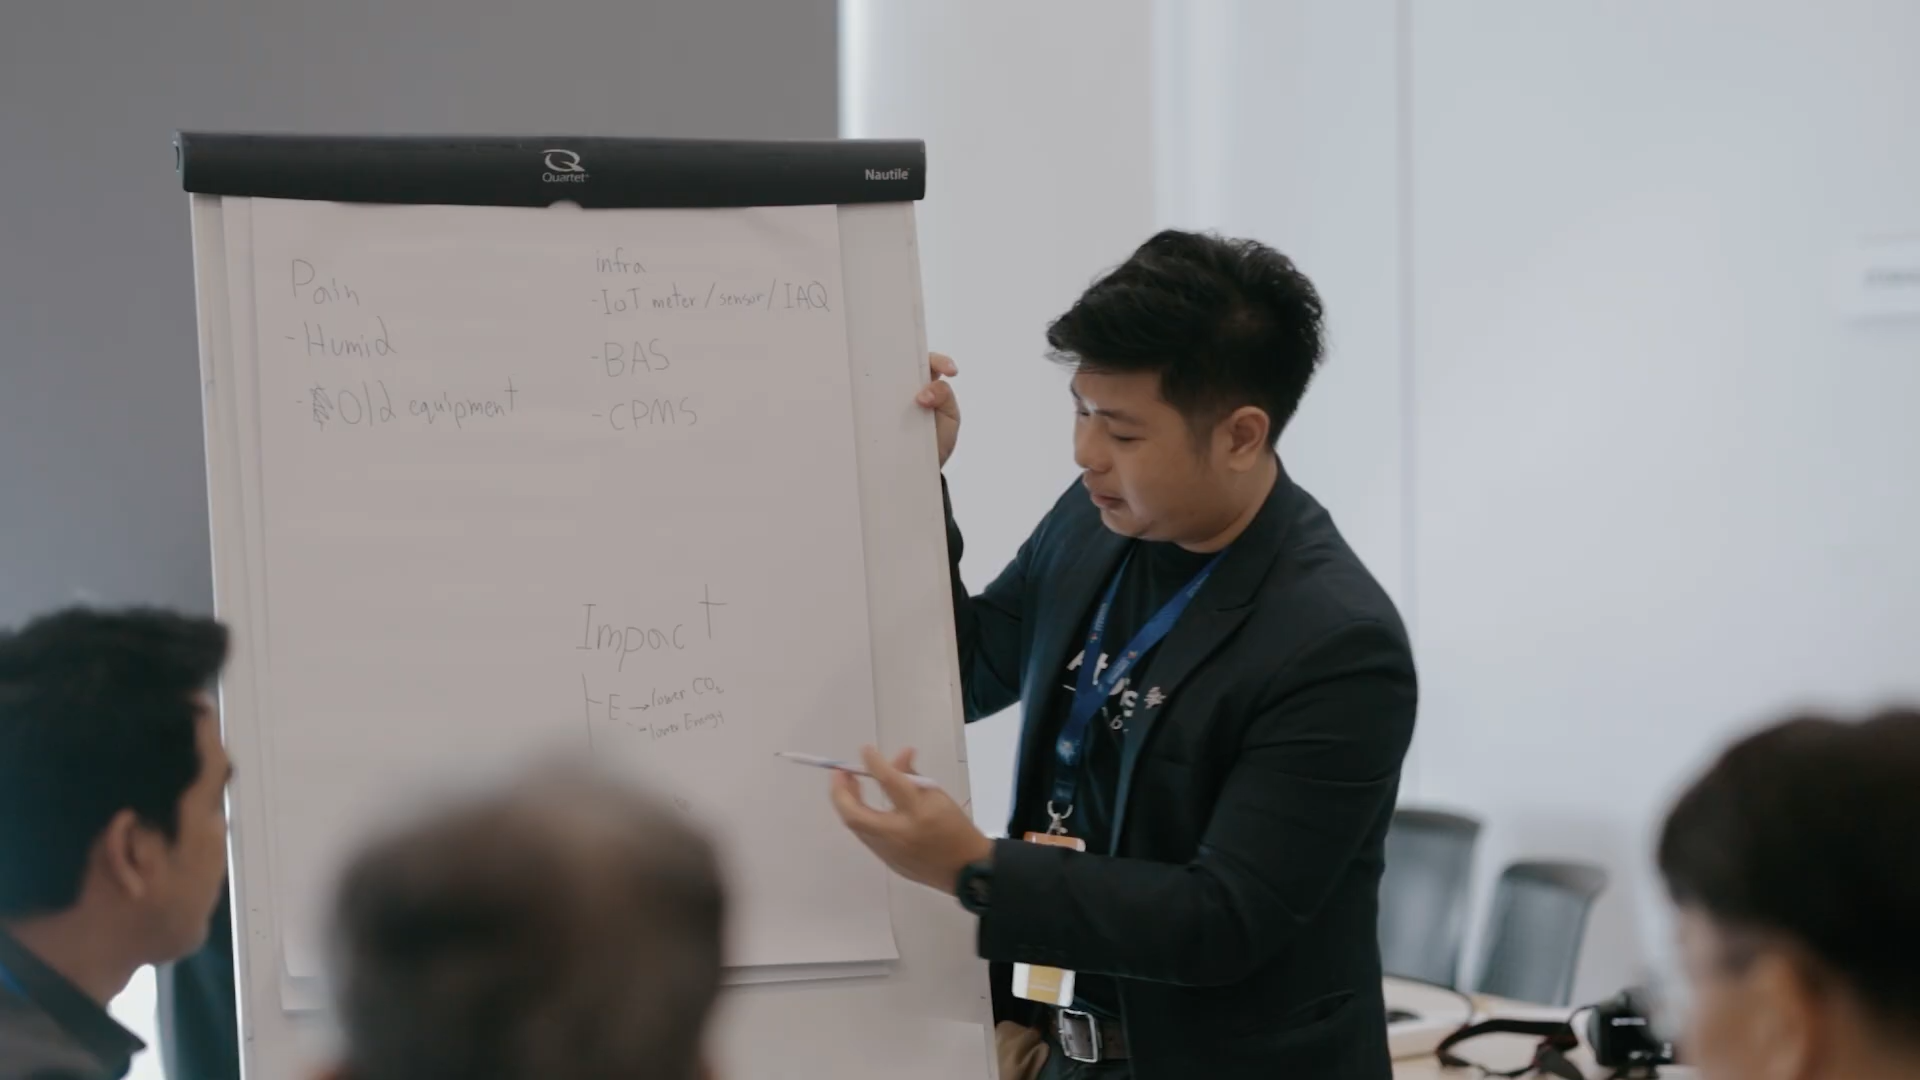 Quartet
Nautile
Pain
- Humid
- Old equipment
infra
- IoT meter / sensor / IAQ
- BAS
- CPMS
Impact
E → lower CO₂
→ lower Energy